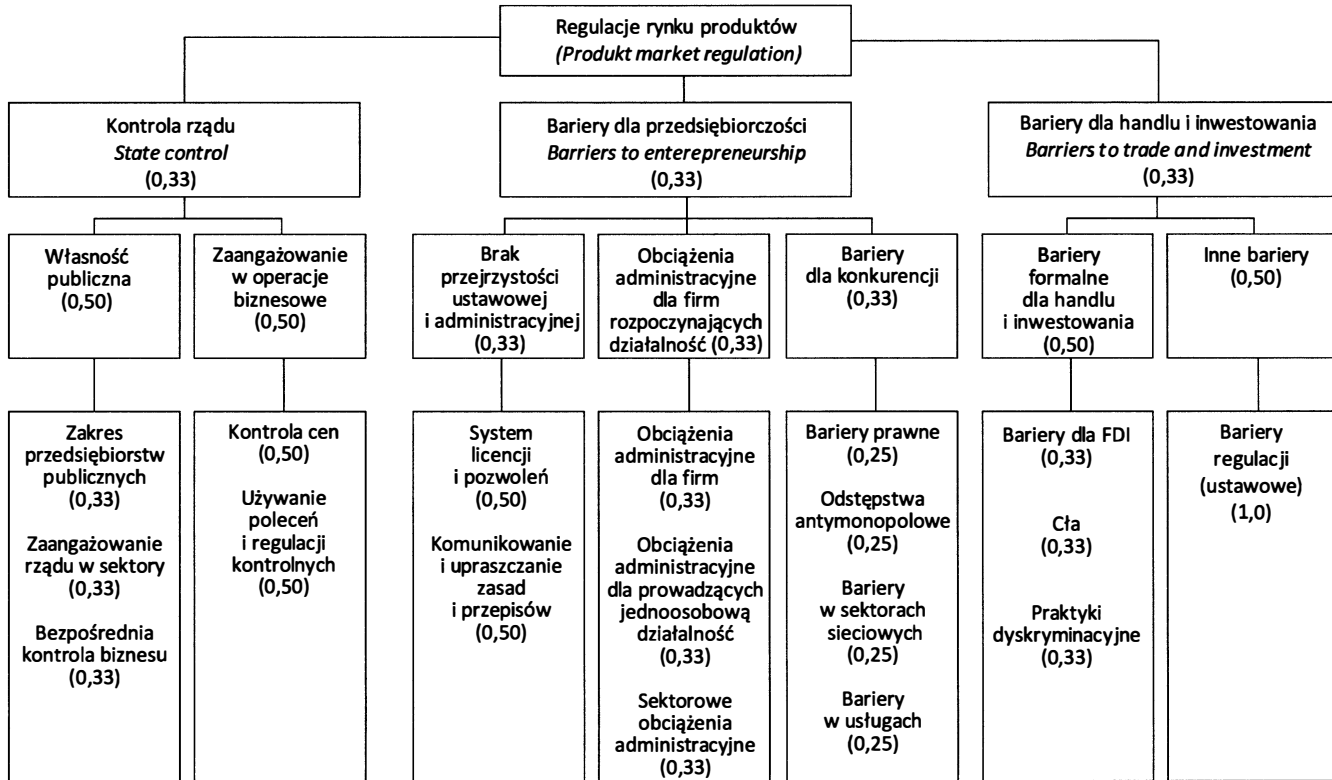 Regulacje rynku produktów
(Produkt market regulation)
Kontrola rządu
State control
(0,33)
Bariery dla przedsiębiorczości
Barriers to enterepreneurship
(0,33)
Bariery dla handlu i inwestowania
Barriers to trade and investment
(0,33)
Własność
publiczna
(0,50)
Zaangażowanie
w operacje
biznesowe
(0,50)
Brak
przejrzystości
ustawowej
i administracyjnej
(0,33)
Obciążenia
administracyjne
dla firm
rozpoczynających
działalność (0,33)
Bariery
dla konkurencji
(0,33)
Bariery
formalne
dla handlu
i inwestowania
(0,50)
Inne bariery
(0,50)
Zakres
przedsiębiorstw
publicznych
(0,33)
Zaangażowanie
rządu w sektory
(0,33)
Bezpośrednia
kontrola biznesu
(0,33)
Kontrola cen
(0,50)
Używanie
poleceń
i regulacji
kontrolnych
(0,50)
System
licencji
i pozwoleń
(0,50)
Komunikowanie
i upraszczanie
zasad
i przepisów
(0,50)
Obciążenia
administracyjne
dla firm
(0,33)
Obciążenia
administracyjne
dla prowadzących
jednoosobową
działalność
(0,33)
Sektorowe
obciążenia
administracyjne
(0,33)
Bariery prawne
(0,25)
Odstępstwa
antymonopolowe
(0,25)
Bariery
w sektorach
sieciowych
(0,25)
Bariery
w usługach
(0,25)
Bariery dla FDI
(0,33)
Cła
(0,33)
Praktyki
dyskryminacyjne
(0,33)
Bariery
regulacji
(ustawowe)
(1,0)